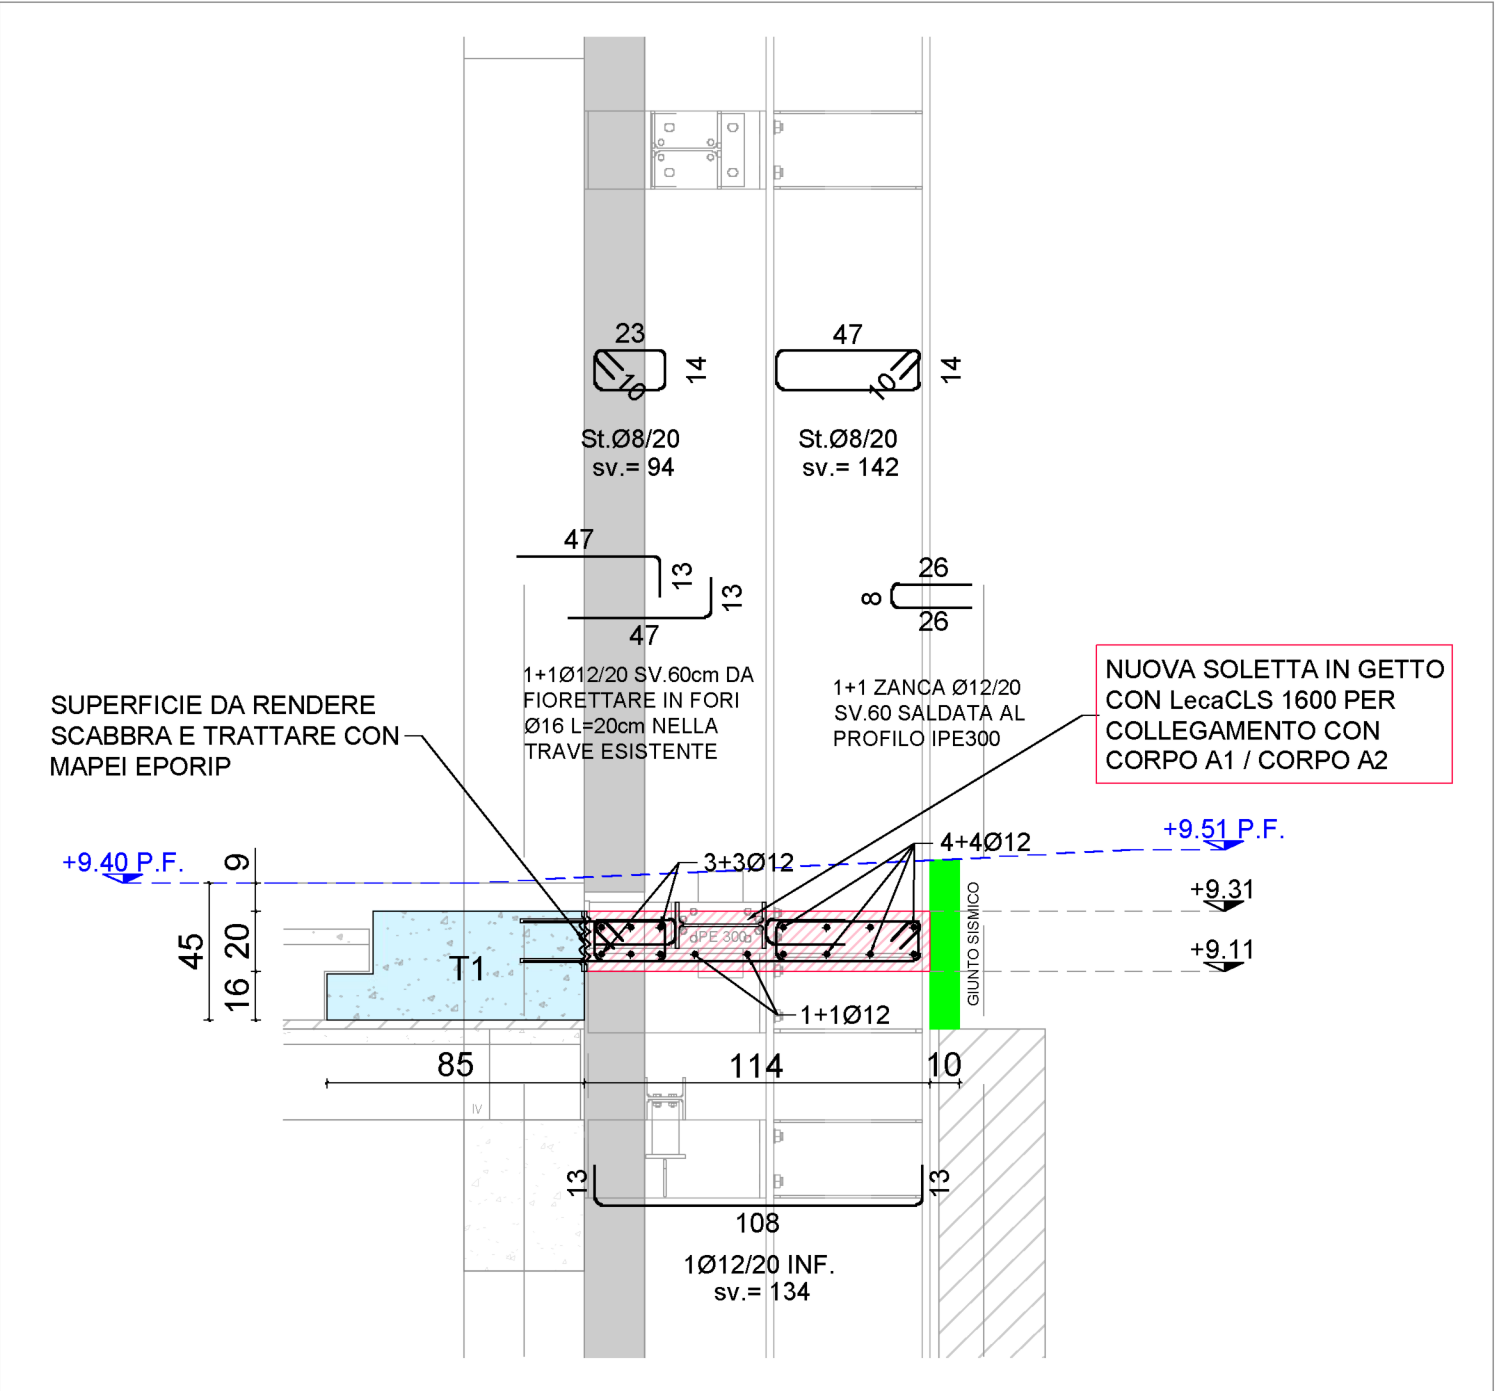 23
14
10
St.Ø8/20
sv.= 94
47
14
10
St.Ø8/20
sv.= 142
47
13
13
47
26
8
26
1+1Ø12/20 SV.60cm DA
FIORETTARE IN FORI
Ø16 L=20cm NELLA
TRAVE ESISTENTE
1+1 ZANCA Ø12/20
SV.60 SALDATA AL
PROFILO IPE300
NUOVA SOLETTA IN GETTO
CON LecaCLS 1600 PER
COLLEGAMENTO CON
CORPO A1 / CORPO A2
SUPERFICIE DA RENDERE
SCABBRA E TRATTARE CON
MAPEI EPORIP
+9.40 P.F.
9
3+3Ø12
4+4Ø12
+9.51 P.F.
+9.31
+9.11
45
20
16
T1
PE 300
GIUNTO SISMICO
1+1Ø12
85
114
10
IV
13
13
108
1Ø12/20 INF.
sv.= 134